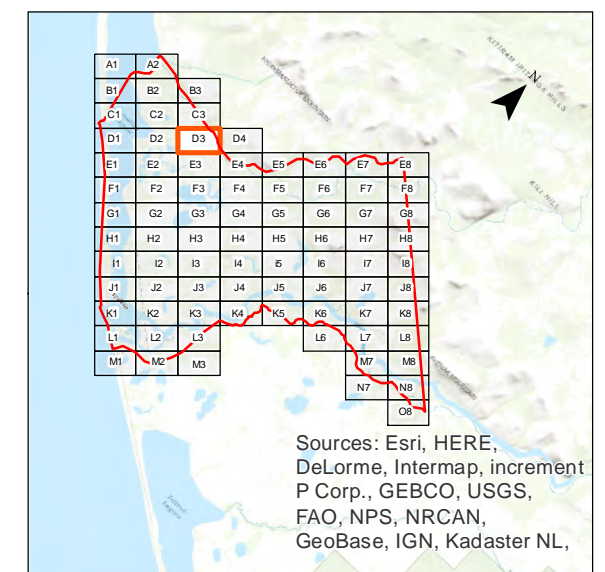 N
KITIRAM IPIENGA HILLS
A1 A2
B1 B2 B3
C1 C2 C3
D1 D2 D3 D4
E1 E2 E3 E4 E5 E6 E7 E8
F1 F2 F3 F4 F5 F6 F7 F8
KILI HILL
G1 G2 G3 G4 G5 G6 G7 G8
H1 H2 H3 H4 H5 H6 H7 H8
I1 I2 I3 I4 i5 I6 I7 I8
J1 J2 J3 J4 J5 J6 J7 J8
K1 K2 K3 K4 K5 K6 K7 K8
L1 L2 L3 L6 L7 L8
M1 M2 M3 M7 M8
N7 N8
O8
Sources: Esri, HERE,
DeLorme, Intermap, increment
P Corp., GEBCO, USGS,
FAO, NPS, NRCAN,
GeoBase, IGN, Kadaster NL,